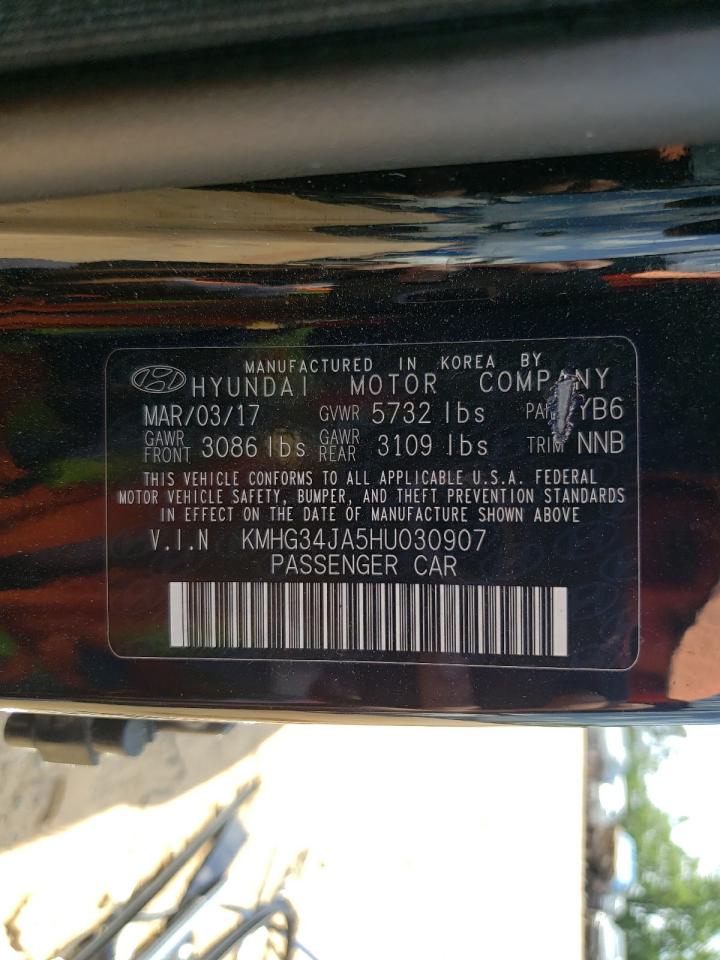 MANUFACTURED IN KOREA BY
HYUNDAI MOTOR COMPANY
MAR/03/17 GVWR 5732 lbs YB6
GAWR FRONT 3086 lbs GAWR REAR 3109 lbs TRIM NNB
THIS VEHICLE CONFORMS TO ALL APPLICABLE U.S.A. FEDERAL
MOTOR VEHICLE SAFETY, BUMPER, AND THEFT PREVENTION STANDARDS
IN EFFECT ON THE DATE OF MANUFACTURE SHOWN ABOVE
V.I.N KMHG34JA5HU030907
PASSENGER CAR